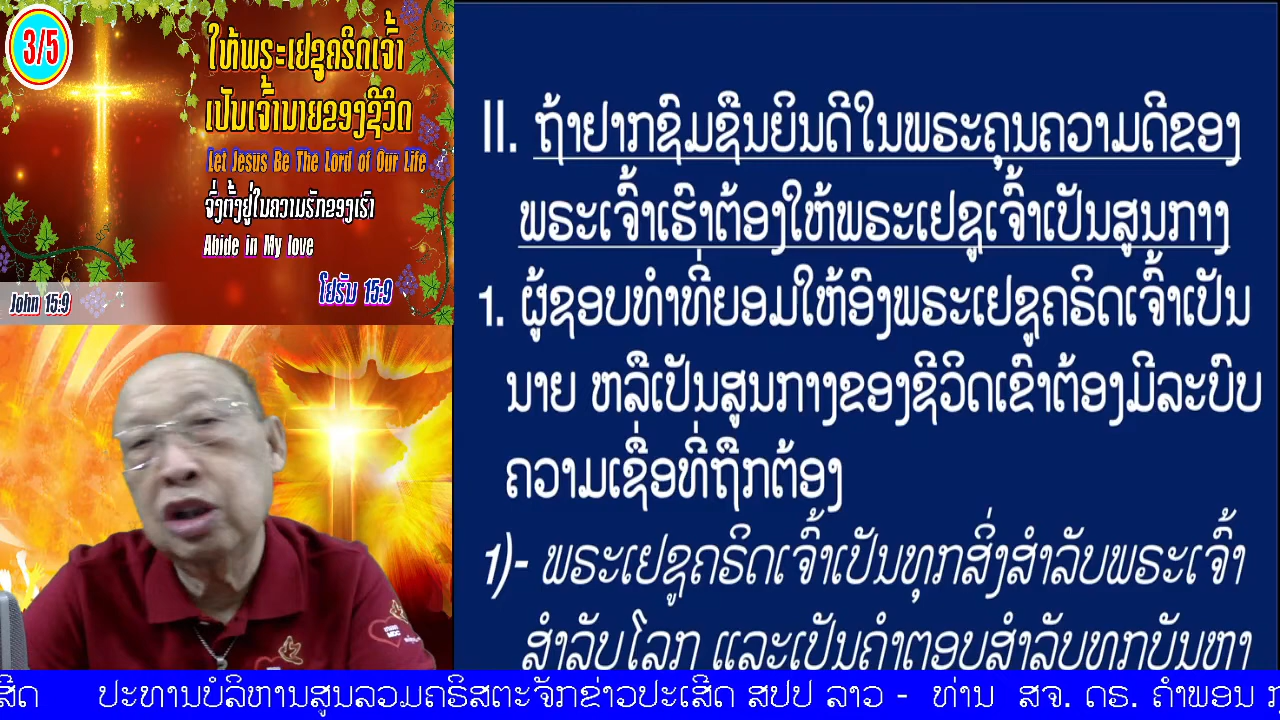 3/5
ໃຫ້ພຣະເຢຊູຄຣິດເຈົ້າ
ເປັນເຈົ້ານາຍຂອງຊີວິດ
Let Jesus Be The Lord of Our Life
ຈົ່ງຕັ້ງຢູ່ໃນຄວາມຮັກຂອງເຮົາ
Abide in My love
ໂຢຮັນ 15:9
John 15:9
II. ຖ້າຢາກຊົມຊື່ນຍິນດີໃນພຣະຄຸນຄວາມດີຂອງ
ພຣະເຈົ້າເຮົາຕ້ອງໃຫ້ພຣະເຢຊູເຈົ້າເປັນສູນກາງ
1. ຜູ້ຊອບທຳທີ່ຍອມໃຫ້ອົງພຣະເຢຊູຄຣິດເຈົ້າເປັນ
ນາຍ ຫລືເປັນສູນກາງຂອງຊີວິດເຂົາຕ້ອງມີລະບົບ
ຄວາມເຊື່ອທີ່ຖືກຕ້ອງ
1)- ພຣະເຢຊູຄຣິດເຈົ້າເປັນທຸກສິ່ງສຳລັບພຣະເຈົ້າ
ສຳລັບໂລກ ແລະເປັນຄຳຕອບສຳລັບທຸກບັນຫາ
ເສີດ ປະທານບໍລິຫານສູນລວມຄຣິສຕະຈັກຂ່າວປະເສີດ ສປປ ລາວ - ທ່ານ ສຈ. ດຣ. ຄຳພອນ